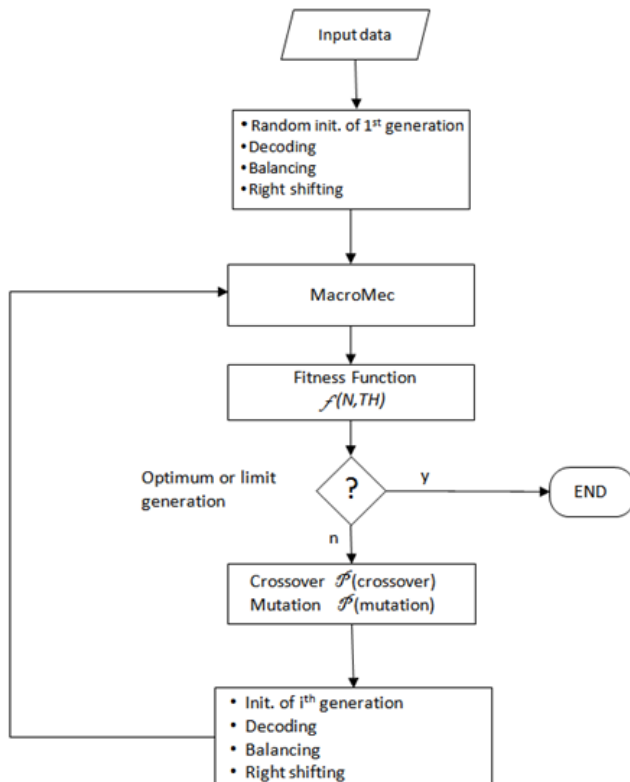 Input data
• Random init. of 1st generation
• Decoding
• Balancing
• Right shifting
MacroMec
Fitness Function
f(N,TH)
Optimum or limit
generation
?
y
END
n
Crossover 𝒫(crossover)
Mutation 𝒫(mutation)
• Init. of ith generation
• Decoding
• Balancing
• Right shifting